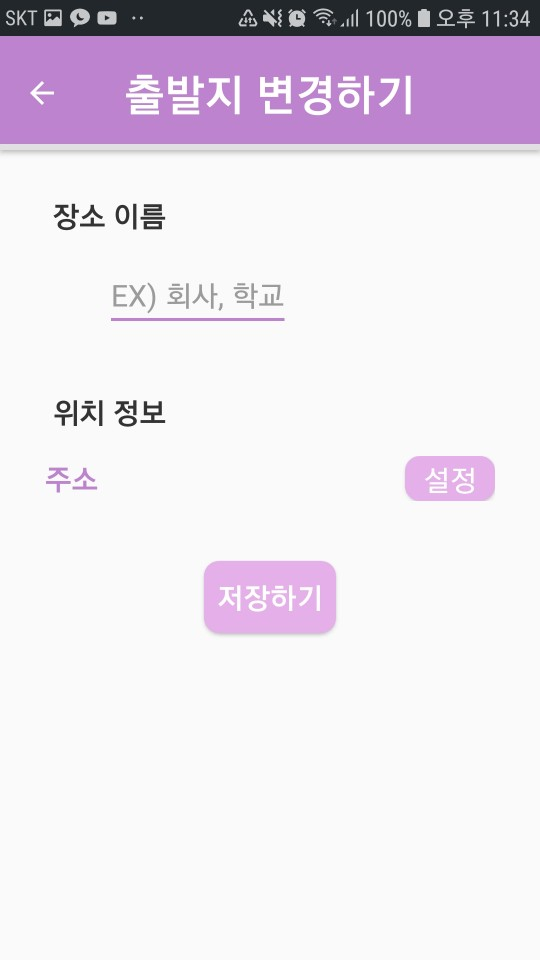 SKT 100% 오후 11:34
출발지 변경하기
장소 이름
EX) 회사, 학교
위치 정보
주소 설정
저장하기